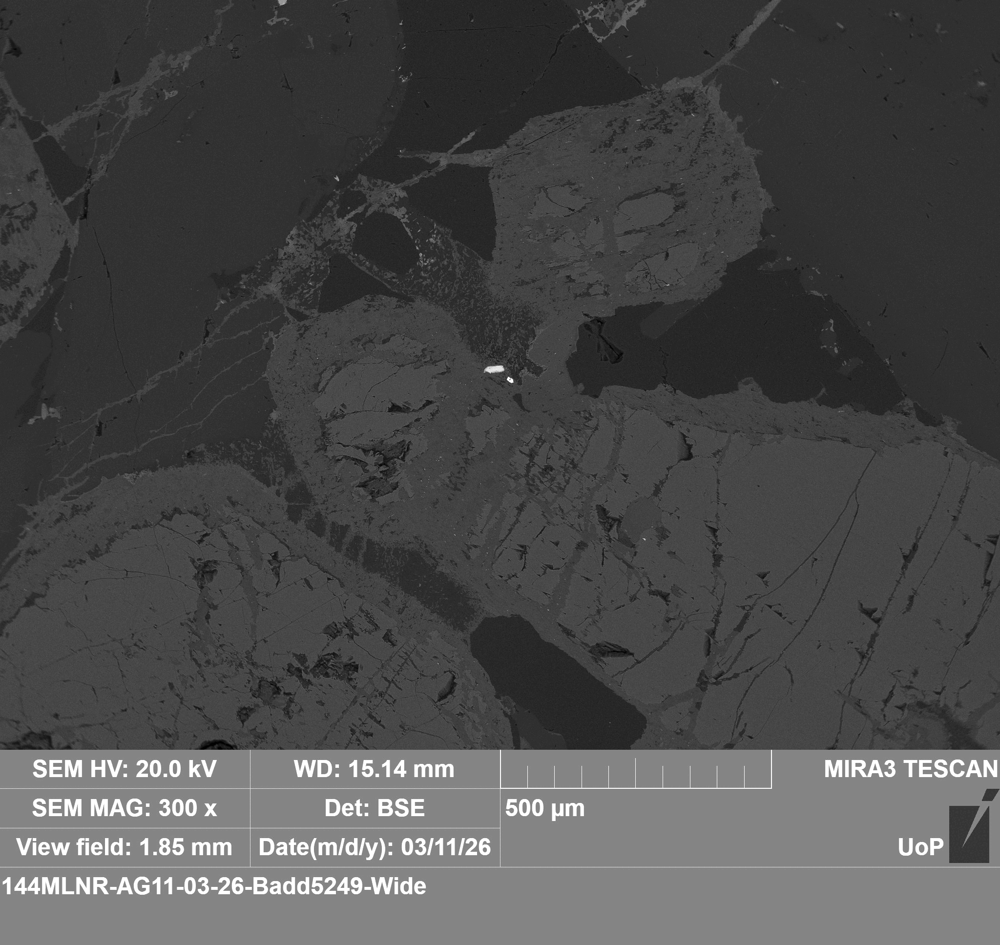 SEM HV: 20.0 kV
WD: 15.14 mm
MIRA3 TESCAN
SEM MAG: 300 x
Det: BSE
500 µm
View field: 1.85 mm
Date(m/d/y): 03/11/26
UoP
144MLNR-AG11-03-26-Badd5249-Wide